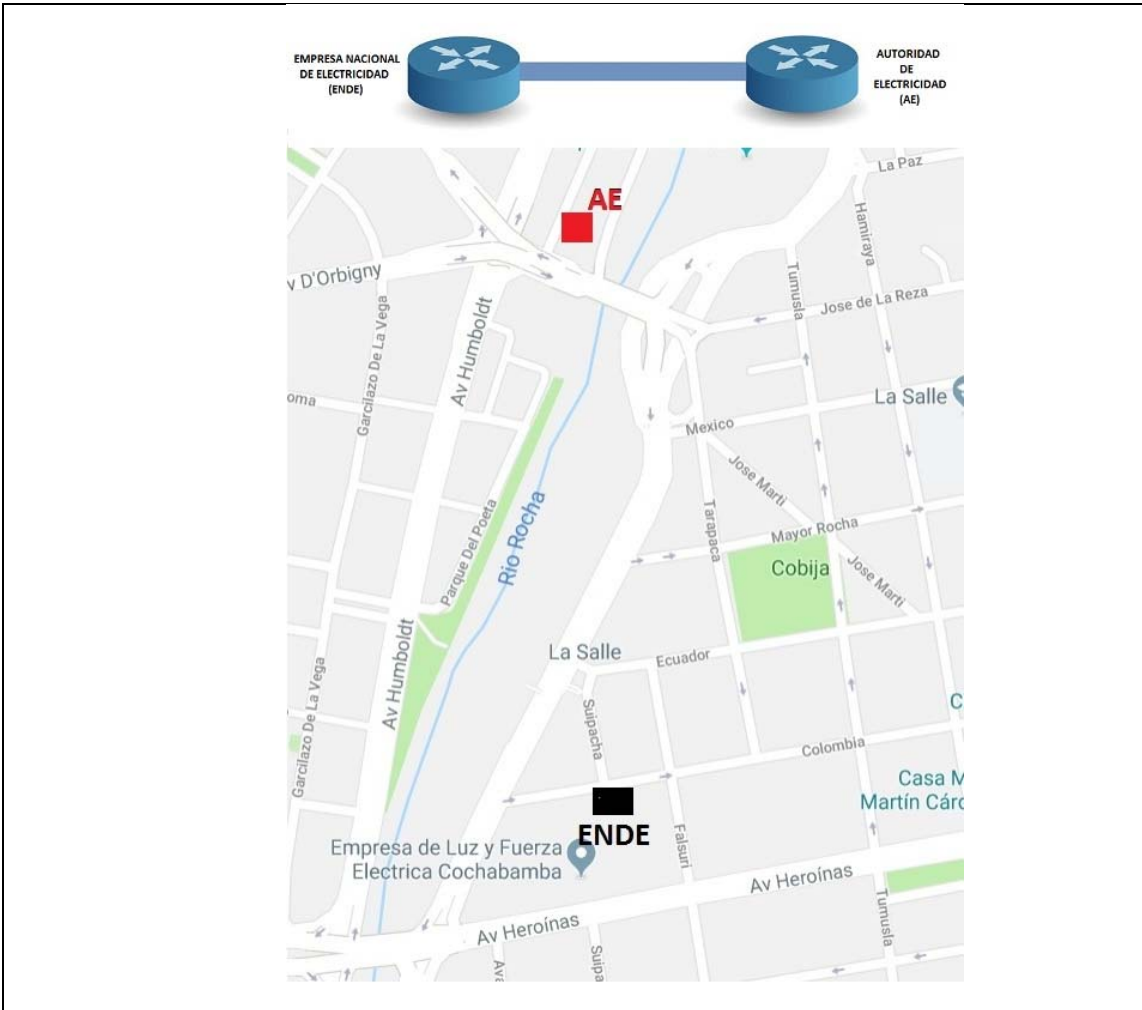 EMPRESA NACIONAL
DE ELECTRICIDAD
(ENDE)
AUTORIDAD
DE
ELECTRICIDAD
(AE)
La Paz
AE
Hamiraya
v D'Orbigny
Tumusla
Jose de La Reza
Garcilazo De La Vega
Av Humboldt
La Salle
oma
Mexico
Jose Marti
Parque Del Poeta
Rio Rocha
Tarapaca
Mayor Rocha
Cobija
Jose Marti
La Salle
Ecuador
Av Humboldt
Garcilazo De La Vega
Suipacha
C
Colombia
Casa M
Martín Cárd
ENDE
Empresa de Luz y Fuerza
Electrica Cochabamba
Falsuri
Av Heroínas
Av Heroínas
Tumusla
Suipa
Ava